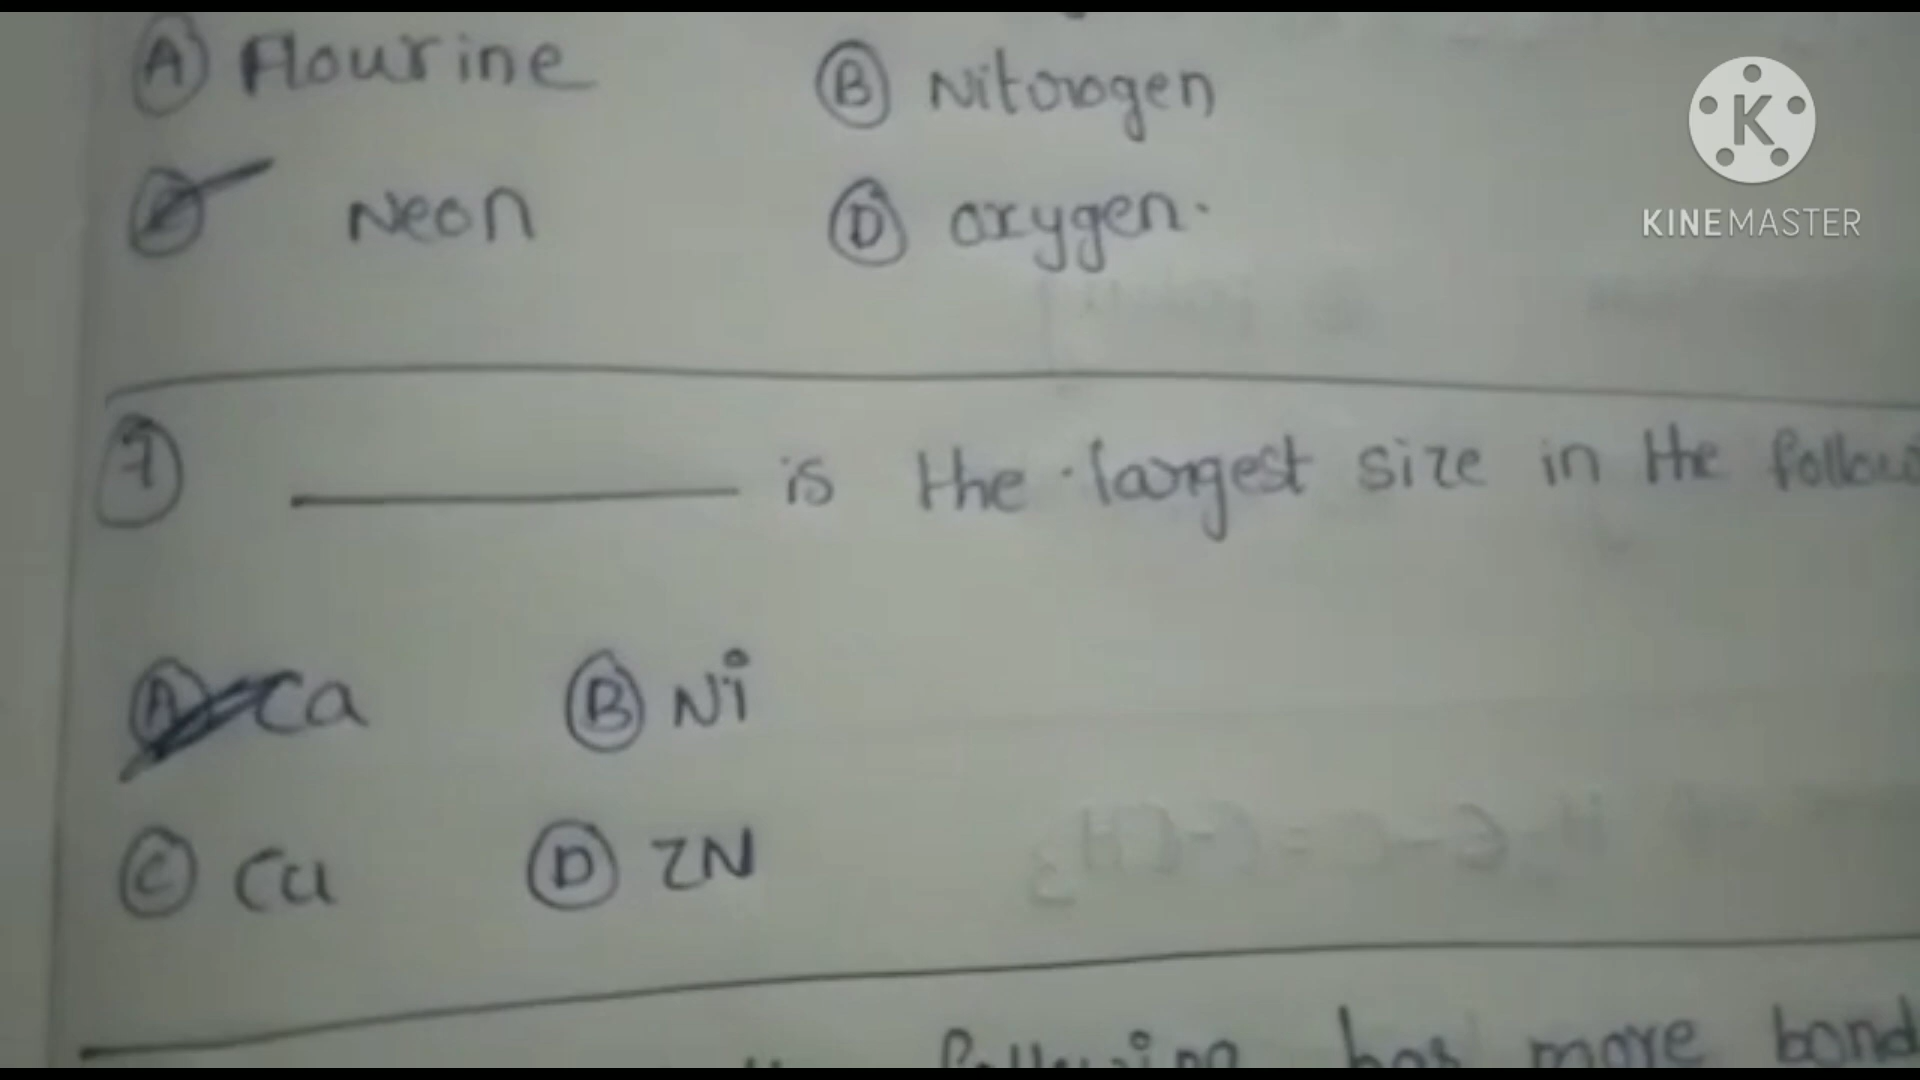 A Flourine B Nitorogen
Neon D oxygen.
K
KINEMASTER
7 ________ is the largest size in the
A Ca B Ni
C Cu D ZN
has more bond